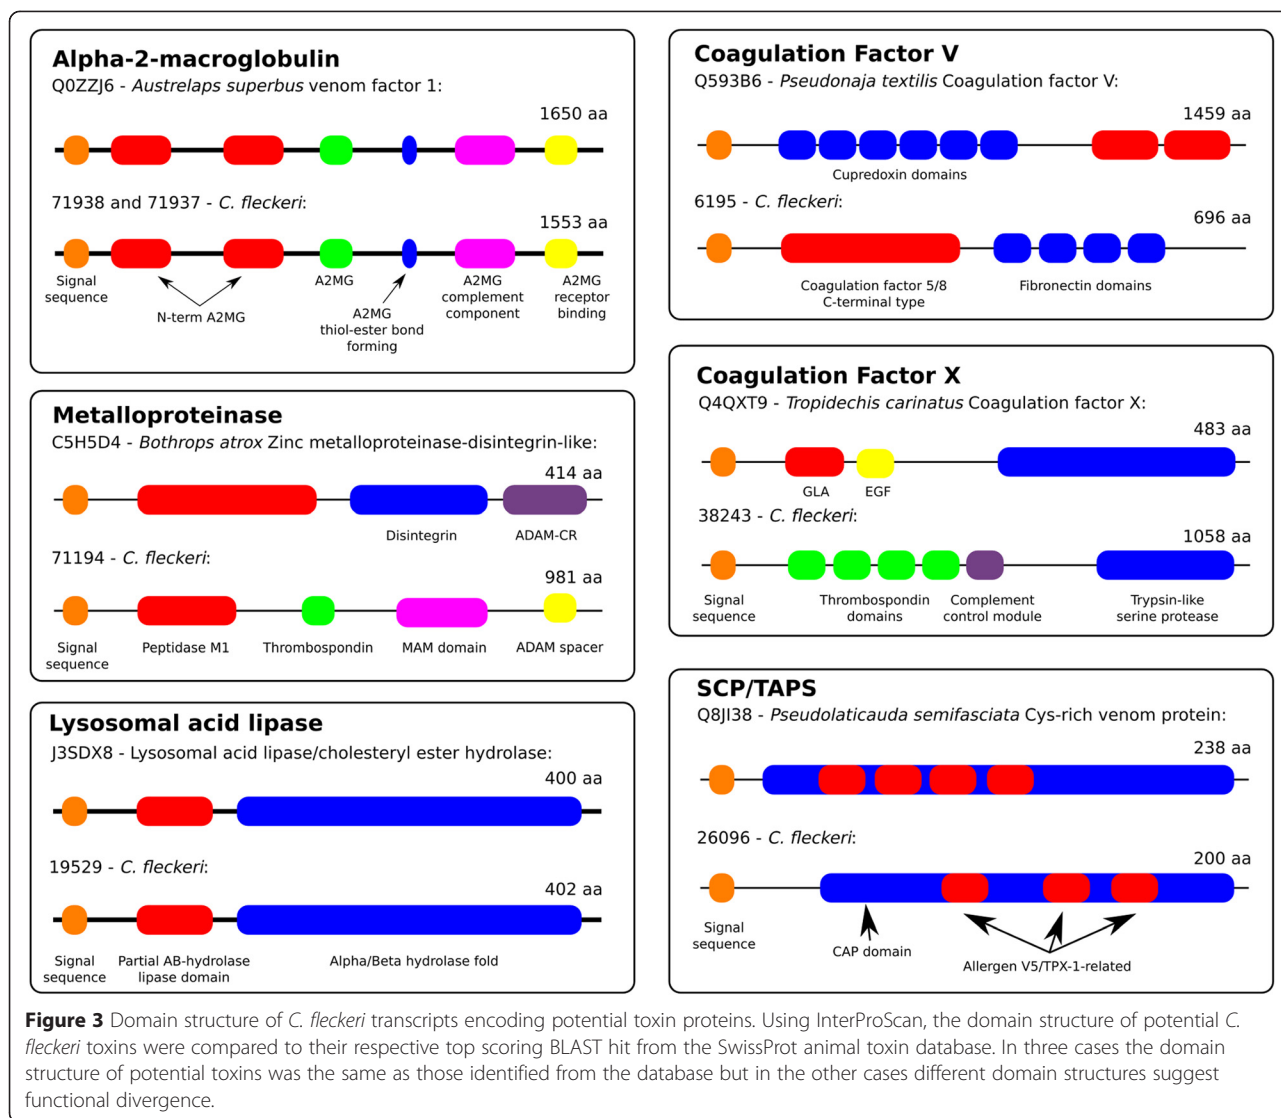 Alpha-2-macroglobulin
Q0ZZJ6 - Austrelaps superbus venom factor 1:
1650 aa
71938 and 71937 - C. fleckeri:
1553 aa
Signal
sequence
N-term A2MG
A2MG
A2MG
thiol-ester bond
forming
A2MG
complement
component
A2MG
receptor
binding
Metalloproteinase
C5H5D4 - Bothrops atrox Zinc metalloproteinase-disintegrin-like:
414 aa
Disintegrin
ADAM-CR
71194 - C. fleckeri:
981 aa
Signal
sequence
Peptidase M1
Thrombospondin
MAM domain
ADAM spacer
Lysosomal acid lipase
J3SDX8 - Lysosomal acid lipase/cholesteryl ester hydrolase:
400 aa
19529 - C. fleckeri:
402 aa
Signal
sequence
Partial AB-hydrolase
lipase domain
Alpha/Beta hydrolase fold
Coagulation Factor V
Q593B6 - Pseudonaja textilis Coagulation factor V:
1459 aa
Cupredoxin domains
6195 - C. fleckeri:
696 aa
Coagulation factor 5/8
C-terminal type
Fibronectin domains
Coagulation Factor X
Q4QXT9 - Tropidechis carinatus Coagulation factor X:
483 aa
GLA
EGF
38243 - C. fleckeri:
1058 aa
Signal
sequence
Thrombospondin
domains
Complement
control module
Trypsin-like
serine protease
SCP/TAPS
Q8JI38 - Pseudolaticauda semifasciata Cys-rich venom protein:
238 aa
26096 - C. fleckeri:
200 aa
Signal
sequence
CAP domain
Allergen V5/TPX-1-related
Figure 3 Domain structure of C. fleckeri transcripts encoding potential toxin proteins. Using InterProScan, the domain structure of potential C.
fleckeri toxins were compared to their respective top scoring BLAST hit from the SwissProt animal toxin database. In three cases the domain
structure of potential toxins was the same as those identified from the database but in the other cases different domain structures suggest
functional divergence.